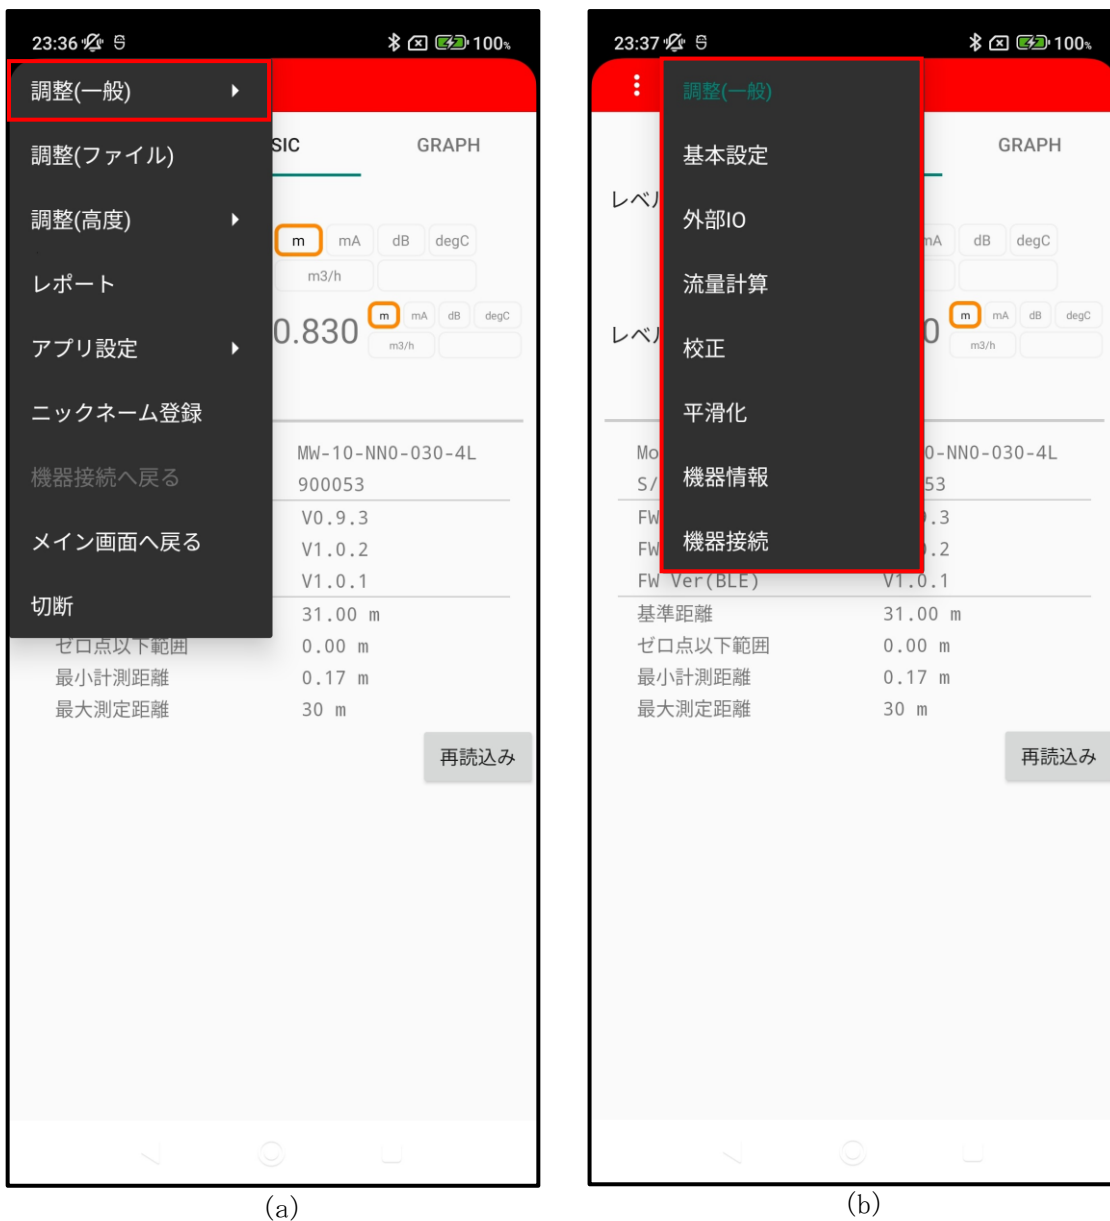 23:36 100%
調整(一般)
調整(ファイル)
調整(高度)
レポート
アプリ設定
ニックネーム登録
機器接続へ戻る
メイン画面へ戻る
切断
SIC GRAPH
m mA dB degC
m3/h
0.830 m mA dB degC
m3/h
MW-10-NN0-030-4L
900053
V0.9.3
V1.0.2
V1.0.1
31.00 m
ゼロ点以下範囲 0.00 m
最小計測距離 0.17 m
最大測定距離 30 m
再読込み
(a)
23:37 100%
調整(一般)
基本設定
外部IO
流量計算
校正
平滑化
機器情報
機器接続
GRAPH
レベル
mA dB degC
レベル 0 m mA dB degC
m3/h
Mo 0-NN0-030-4L
S/ 53
FW .3
FW .2
FW Ver(BLE) V1.0.1
基準距離 31.00 m
ゼロ点以下範囲 0.00 m
最小計測距離 0.17 m
最大測定距離 30 m
再読込み
(b)